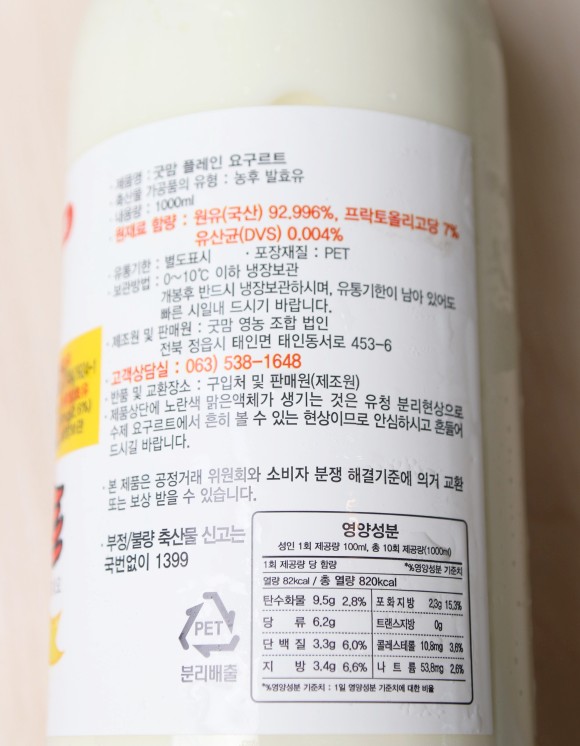 · 제품명 : 굿맘 플레인 요구르트
· 축산물 가공품의 유형 : 농후 발효유
· 내용량 : 1000ml
· 원재료 함량 : 원유(국산) 92.996%, 프락토올리고당 7%
유산균(DVS) 0.004%
· 유통기한 : 별도표시 · 포장재질 : PET
· 보관방법 : 0~10℃ 이하 냉장보관
개봉후 반드시 냉장보관하시며, 유통기한이 남아 있어도
빠른 시일내 드시기 바랍니다.
· 제조원 및 판매원 : 굿맘 영농 조합 법인
전북 정읍시 태인면 태인동서로 453-6
· 고객상담실 : 063) 538-1648
· 반품 및 교환장소 : 구입처 및 판매원(제조원)
· 제품상단에 노란색 맑은액체가 생기는 것은 유청 분리현상으로
수제 요구르트에서 흔히 볼 수 있는 현상이므로 안심하시고 흔들어
드시길 바랍니다.
· 본 제품은 공정거래 위원회와 소비자 분쟁 해결기준에 의거 교환
또는 보상 받을 수 있습니다.
· 부정/불량 축산물 신고는
국번없이 1399
PET
분리배출
영양성분
성인 1회 제공량 100ml, 총 10회 제공량(1000ml)
1회 제공량 당 함량 *%영양성분 기준치
열량 82kcal / 총 열량 820kcal
탄수화물 9.5g 2.8% 포화지방 2.3g 15.3%
당 류 6.2g 트랜스지방 0g
단백질 3.3g 6.0% 콜레스테롤 10.8mg 3.6%
지 방 3.4g 6.6% 나트륨 53.8mg 2.6%
*%영양성분 기준치 : 1일 영양성분 기준치에 대한 비율